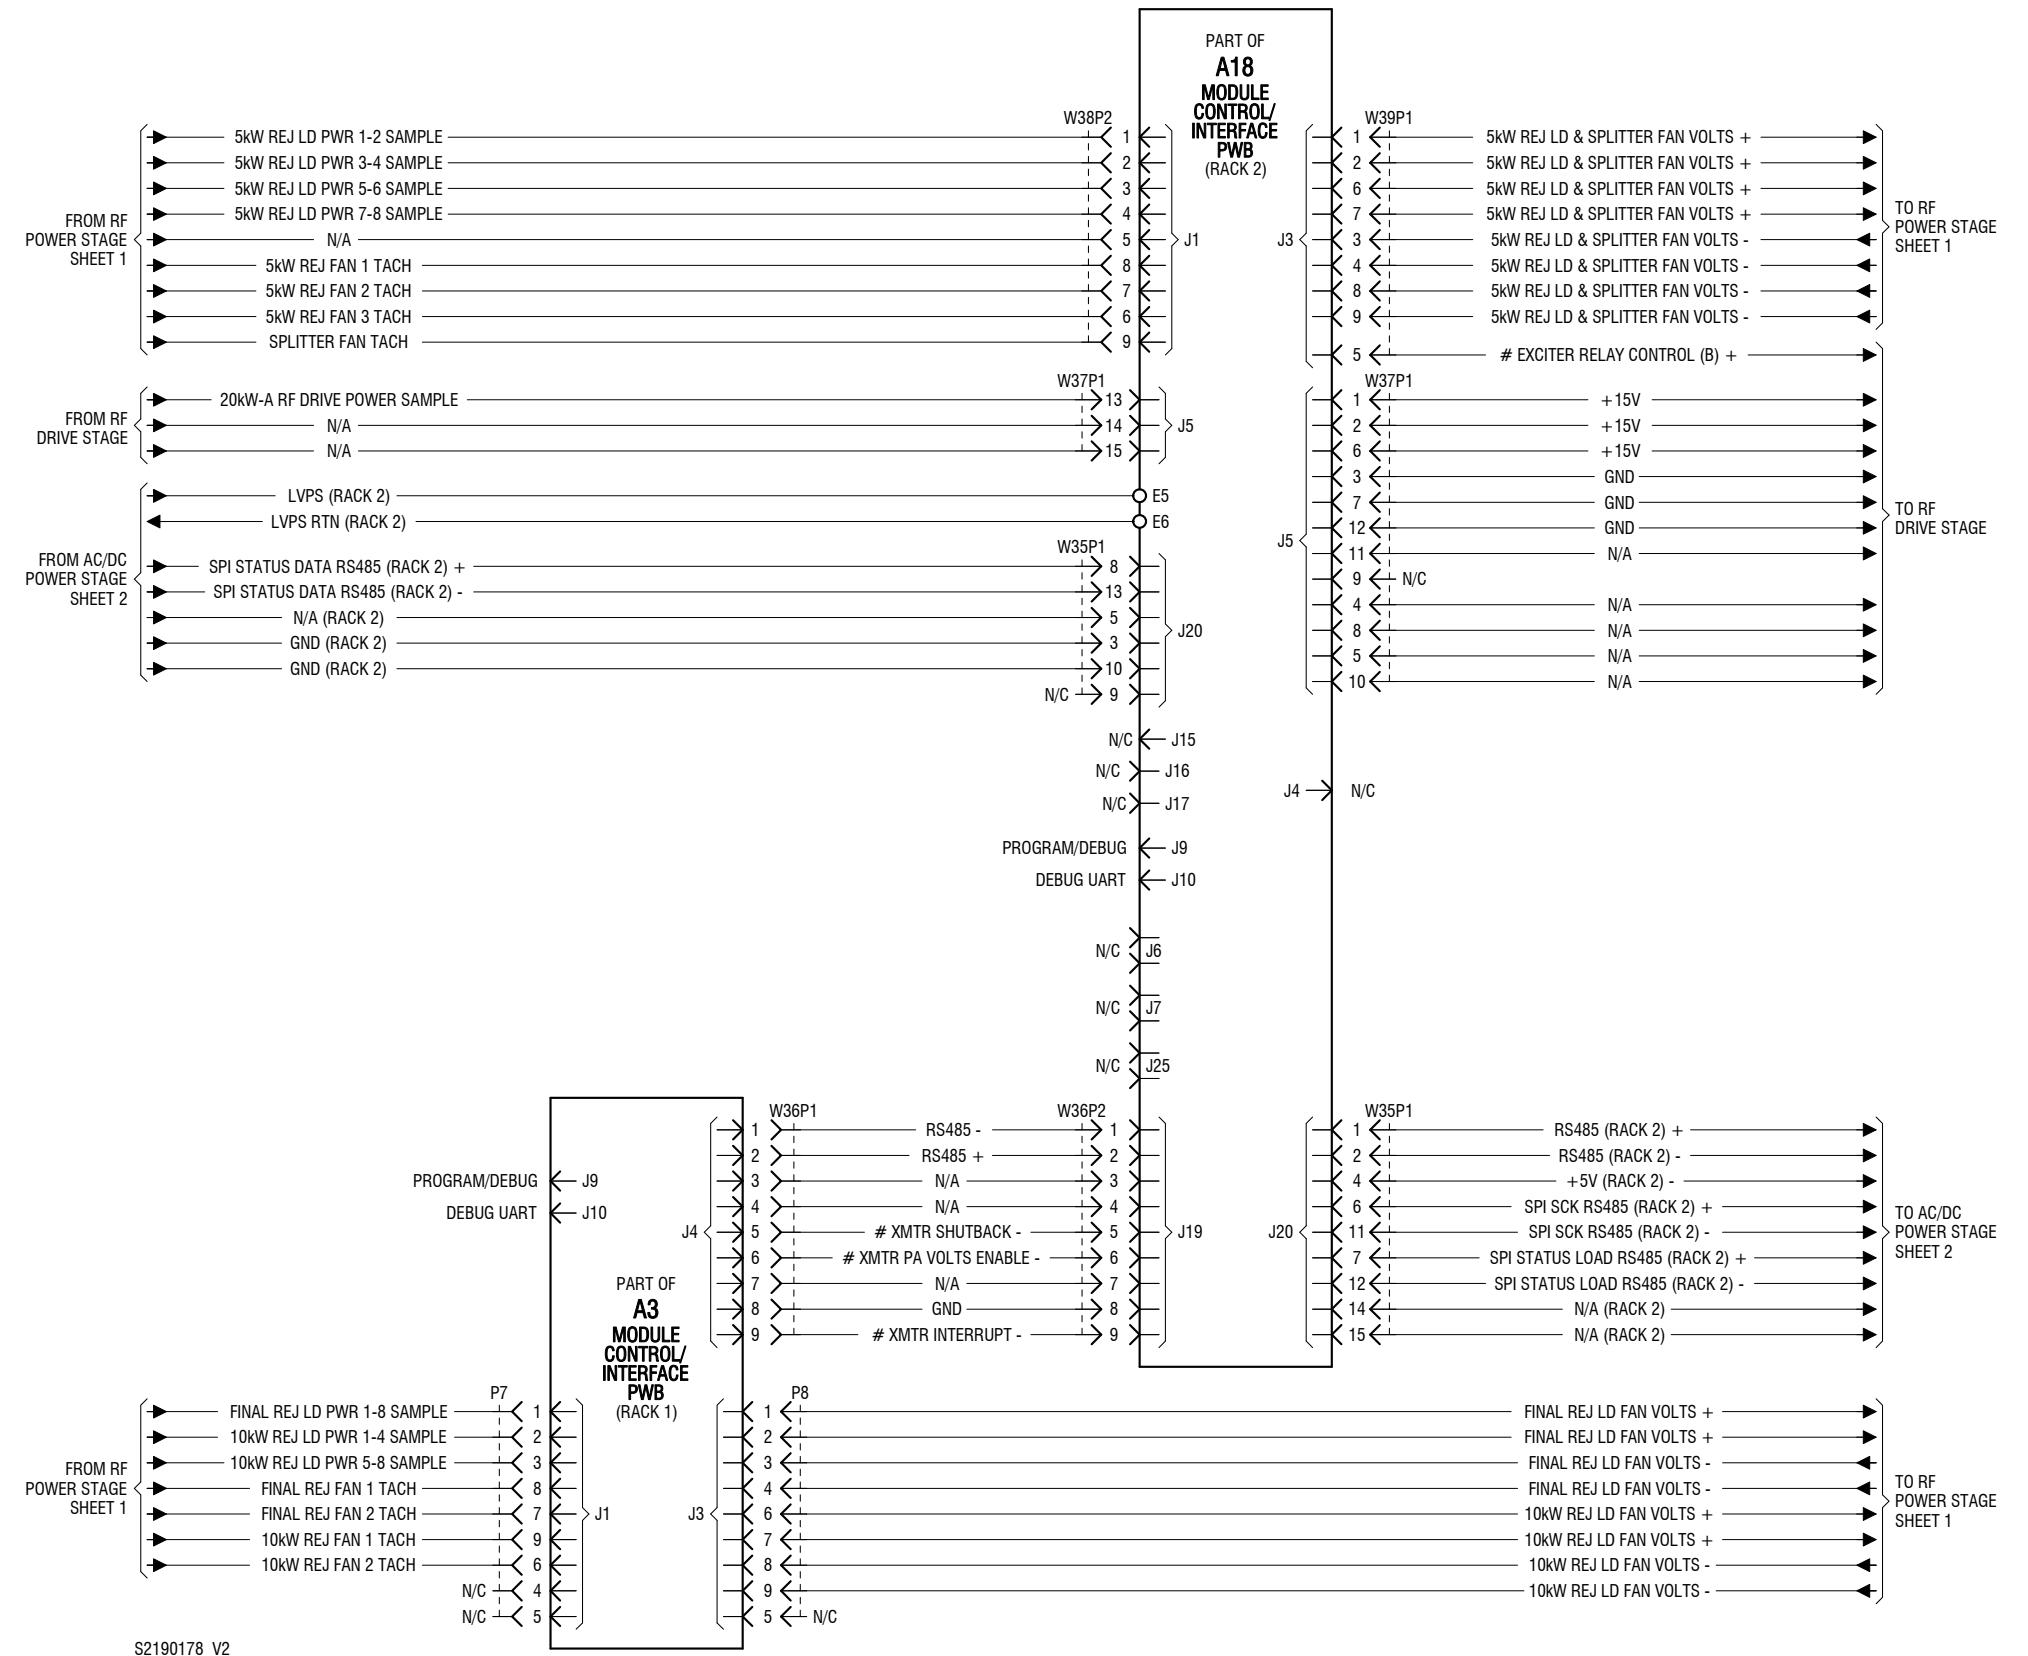 PART OF
A18
MODULE
CONTROL/
INTERFACE
PWB
(RACK 2)
W38P2
FROM RF
POWER STAGE
SHEET 1
5kW REJ LD PWR 1-2 SAMPLE 1
5kW REJ LD PWR 3-4 SAMPLE 2
5kW REJ LD PWR 5-6 SAMPLE 3
5kW REJ LD PWR 7-8 SAMPLE 4
N/A 5
5kW REJ FAN 1 TACH 8
5kW REJ FAN 2 TACH 7
5kW REJ FAN 3 TACH 6
SPLITTER FAN TACH 9
J1
W39P1
J3
1 5kW REJ LD & SPLITTER FAN VOLTS +
2 5kW REJ LD & SPLITTER FAN VOLTS +
6 5kW REJ LD & SPLITTER FAN VOLTS +
7 5kW REJ LD & SPLITTER FAN VOLTS +
3 5kW REJ LD & SPLITTER FAN VOLTS -
4 5kW REJ LD & SPLITTER FAN VOLTS -
8 5kW REJ LD & SPLITTER FAN VOLTS -
9 5kW REJ LD & SPLITTER FAN VOLTS -
TO RF
POWER STAGE
SHEET 1
5 # EXCITER RELAY CONTROL (B) +
W37P1
FROM RF
DRIVE STAGE
20kW-A RF DRIVE POWER SAMPLE 13
N/A 14
N/A 15
J5
W37P1
J5
1 +15V
2 +15V
6 +15V
3 GND
7 GND
12 GND
11 N/A
9 N/C
4 N/A
8 N/A
5 N/A
10 N/A
TO RF
DRIVE STAGE
FROM AC/DC
POWER STAGE
SHEET 2
LVPS (RACK 2) E5
LVPS RTN (RACK 2) E6
W35P1
SPI STATUS DATA RS485 (RACK 2) + 8
SPI STATUS DATA RS485 (RACK 2) - 13
N/A (RACK 2) 5
GND (RACK 2) 3
GND (RACK 2) 10
N/C 9
J20
N/C J15
N/C J16
N/C J17
J4 N/C
PROGRAM/DEBUG J9
DEBUG UART J10
N/C J6
N/C J7
N/C J25
PROGRAM/DEBUG J9
DEBUG UART J10
PART OF
A3
MODULE
CONTROL/
INTERFACE
PWB
(RACK 1)
W36P1
W36P2
J4
1 RS485 - 1
2 RS485 + 2
3 N/A 3
4 N/A 4
5 # XMTR SHUTBACK - 5
6 # XMTR PA VOLTS ENABLE - 6
7 N/A 7
8 GND 8
9 # XMTR INTERRUPT - 9
J19
W35P1
J20
1 RS485 (RACK 2) +
2 RS485 (RACK 2) -
4 +5V (RACK 2) -
6 SPI SCK RS485 (RACK 2) +
11 SPI SCK RS485 (RACK 2) -
7 SPI STATUS LOAD RS485 (RACK 2) +
12 SPI STATUS LOAD RS485 (RACK 2) -
14 N/A (RACK 2)
15 N/A (RACK 2)
TO AC/DC
POWER STAGE
SHEET 2
P7
FROM RF
POWER STAGE
SHEET 1
FINAL REJ LD PWR 1-8 SAMPLE 1
10kW REJ LD PWR 1-4 SAMPLE 2
10kW REJ LD PWR 5-8 SAMPLE 3
FINAL REJ FAN 1 TACH 8
FINAL REJ FAN 2 TACH 7
10kW REJ FAN 1 TACH 9
10kW REJ FAN 2 TACH 6
N/C 4
N/C 5
J1
P8
J3
1 FINAL REJ LD FAN VOLTS +
2 FINAL REJ LD FAN VOLTS +
3 FINAL REJ LD FAN VOLTS -
4 FINAL REJ LD FAN VOLTS -
6 10kW REJ LD FAN VOLTS +
7 10kW REJ LD FAN VOLTS +
8 10kW REJ LD FAN VOLTS -
9 10kW REJ LD FAN VOLTS -
5 N/C
TO RF
POWER STAGE
SHEET 1
S2190178 V2